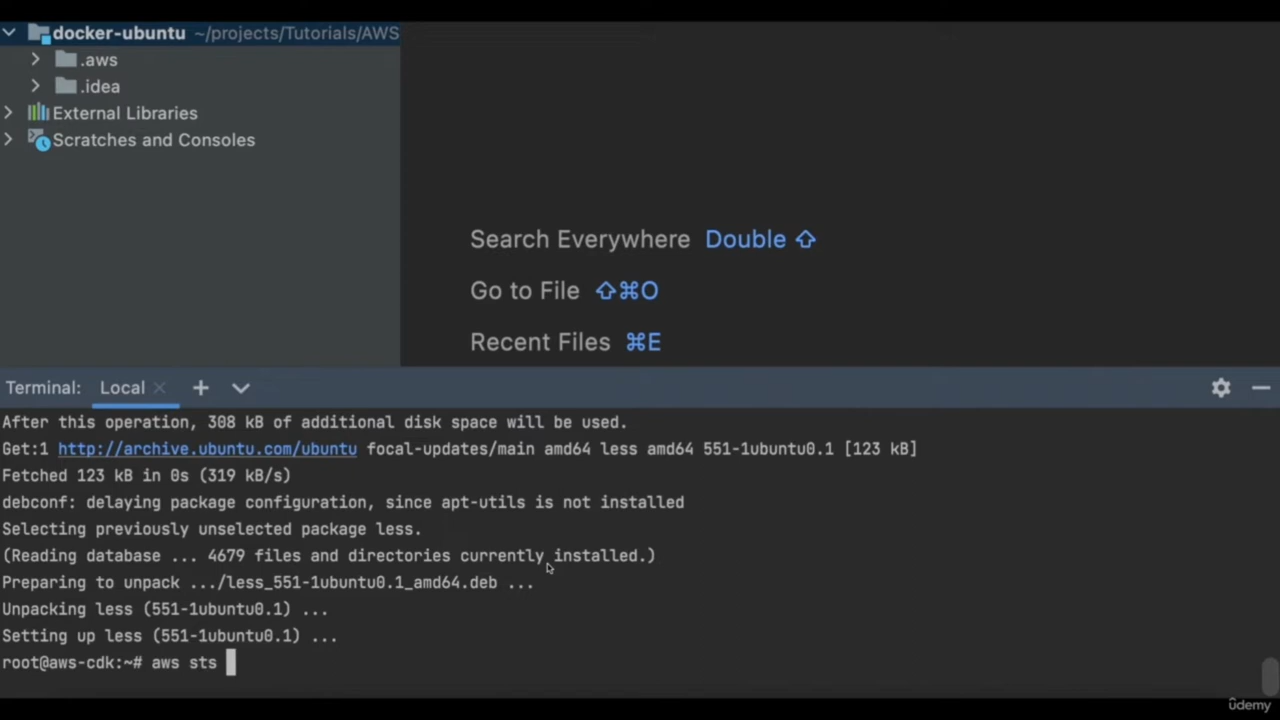 docker-ubuntu ~/projects/Tutorials/AWS
.aws
.idea
External Libraries
Scratches and Consoles
Search Everywhere Double ⇧
Go to File ⇧⌘O
Recent Files ⌘E
Terminal: Local
After this operation, 308 kB of additional disk space will be used.
Get:1 http://archive.ubuntu.com/ubuntu focal-updates/main amd64 less amd64 551-1ubuntu0.1 [123 kB]
Fetched 123 kB in 0s (319 kB/s)
debconf: delaying package configuration, since apt-utils is not installed
Selecting previously unselected package less.
(Reading database ... 4679 files and directories currently installed.)
Preparing to unpack .../less_551-1ubuntu0.1_amd64.deb ...
Unpacking less (551-1ubuntu0.1) ...
Setting up less (551-1ubuntu0.1) ...
root@aws-cdk:~# aws sts
ûdemy